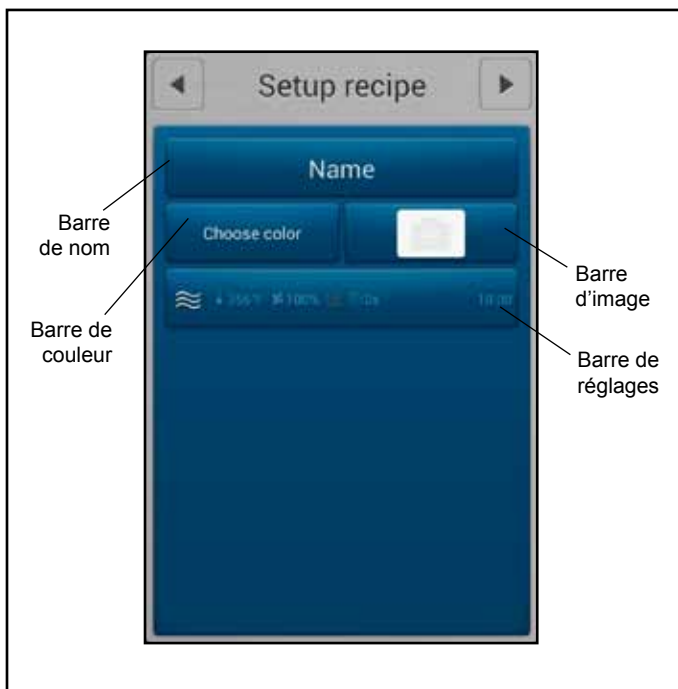 Setup recipe
Name
Choose color
100%
10:00
Barre
de nom
Barre de
couleur
Barre
d’image
Barre de
réglages